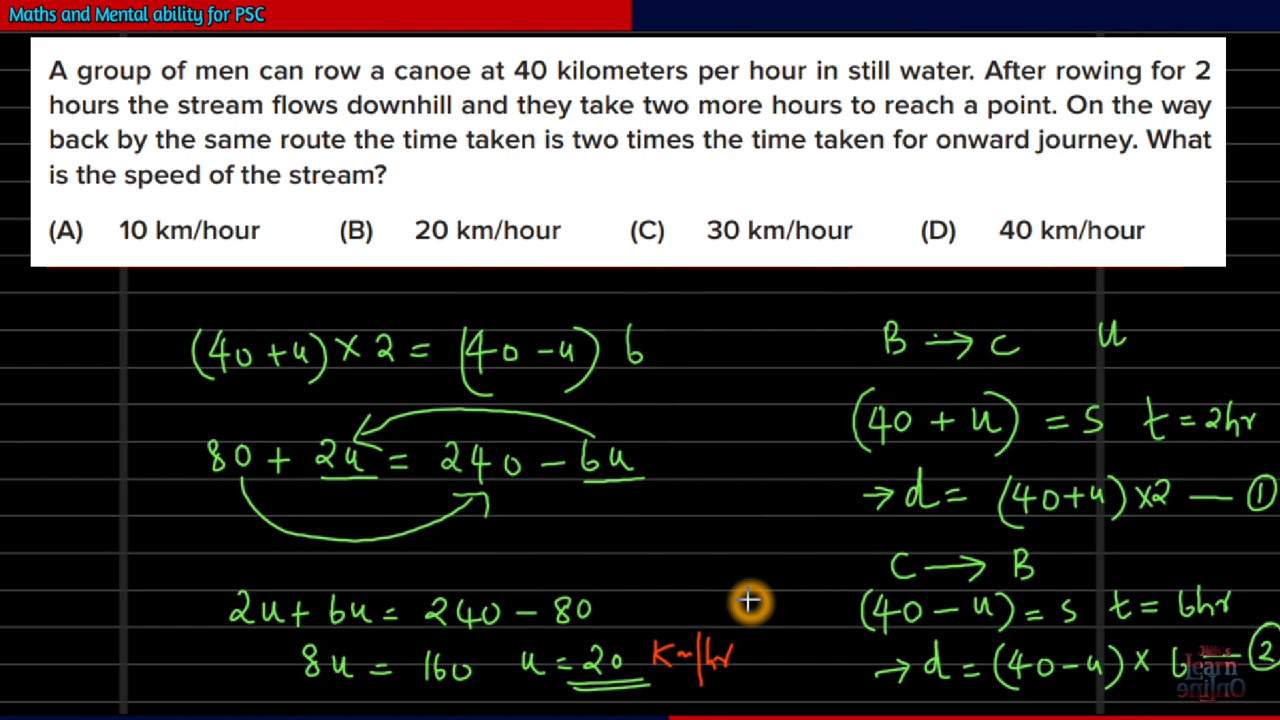 Maths and Mental ability for PSC
A group of men can row a canoe at 40 kilometers per hour in still water. After rowing for 2
hours the stream flows downhill and they take two more hours to reach a point. On the way
back by the same route the time taken is two times the time taken for onward journey. What
is the speed of the stream?
(A) 10 km/hour (B) 20 km/hour (C) 30 km/hour (D) 40 km/hour
(40+u) × 2 = (40 -u) 6
80 + 2u = 240 - 6u
2u + 6u = 240 - 80
8u = 160 u = 20 Km/hr
B → C u
(40 + u) = s t = 2hr
→ d = (40+u) ×2 — ①
C → B
(40 - u) = s t = 6hr
→ d = (40-u) × 6 — ②
Learn
Online